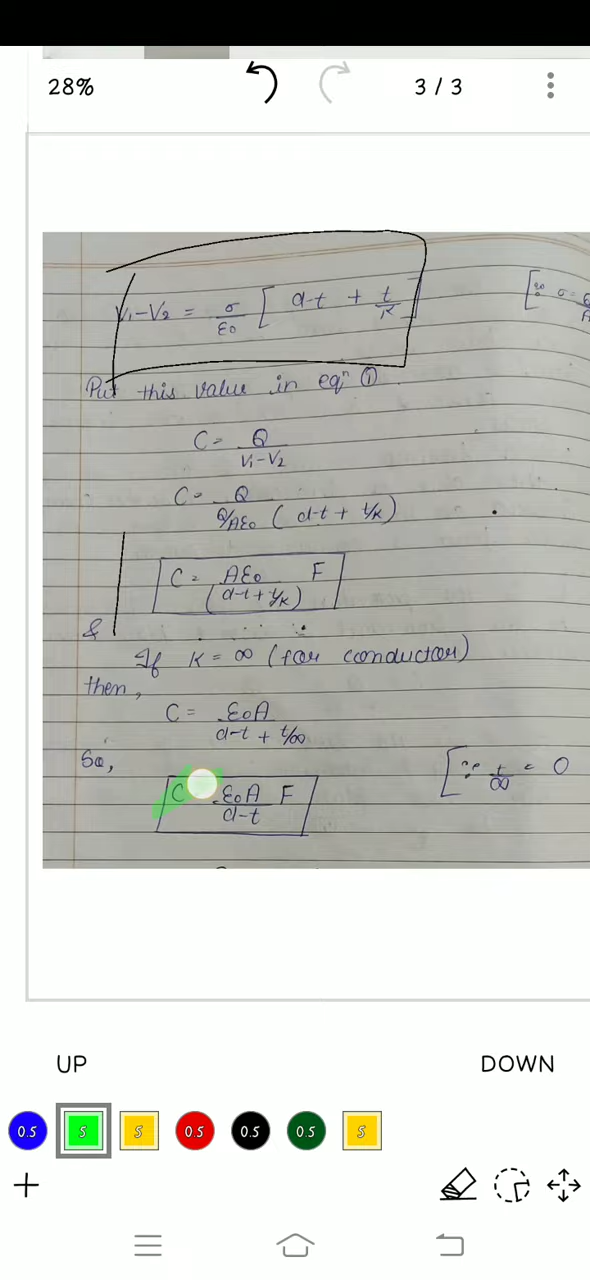 28%
3 / 3
V₁-V₂ = σ/ε₀ [ d-t + t/K ]
[∵ σ =
Put this value in eqⁿ ①
C = Q/V₁-V₂
C = Q / Q/Aε₀ ( d-t + t/K )
C = Aε₀/(d-t + t/K) F
&
If K = ∞ (for conductor)
then,
C = ε₀A/d-t + t/∞
So,
[∵ t/∞ = 0
C = ε₀A/d-t F
UP
DOWN
0.5 5 5 0.5 0.5 0.5 5